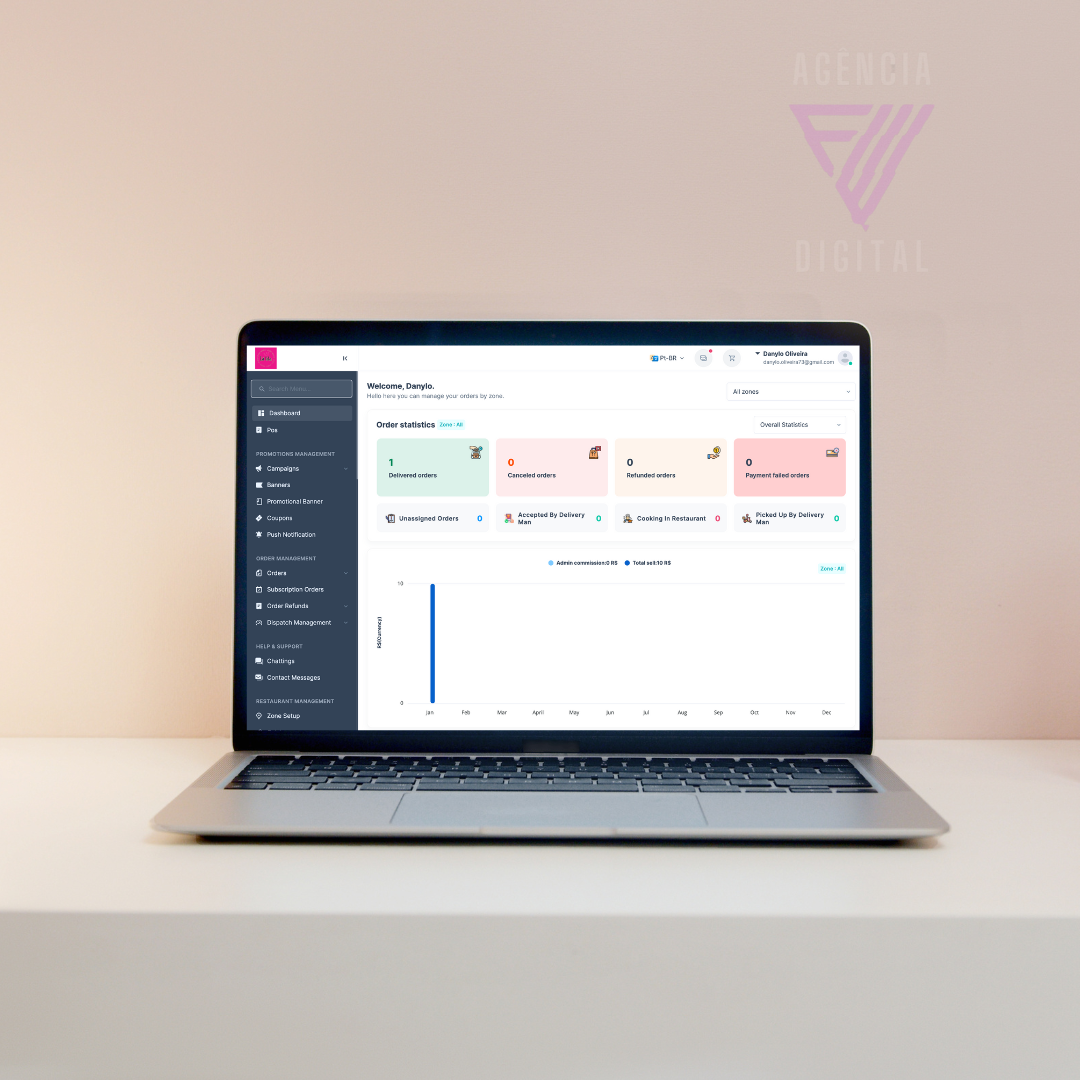 AGENCIA
FW
DIGITAL
Pt-BR
Danylo Oliveira
danylo.oliveira73@gmail.com
Search Menu...
Dashboard
Pos
PROMOTIONS MANAGEMENT
Campaigns
Banners
Promotional Banner
Coupons
Push Notification
ORDER MANAGEMENT
Orders
Subscription Orders
Order Refunds
Dispatch Management
HELP & SUPPORT
Chattings
Contact Messages
RESTAURANT MANAGEMENT
Zone Setup
Welcome, Danylo.
Hello here you can manage your orders by zone.
All zones
Order statistics Zone : All
Overall Statistics
1
Delivered orders
0
Canceled orders
0
Refunded orders
0
Payment failed orders
Unassigned Orders 0
Accepted By Delivery
Man
0
Cooking In Restaurant 0
Picked Up By Delivery
Man
0
Admin commission:0 R$ Total sell:10 R$
Zone : All
R$(Currency)
10
0
Jan Feb Mar April May Jun Jul Aug Sep Oct Nov Dec